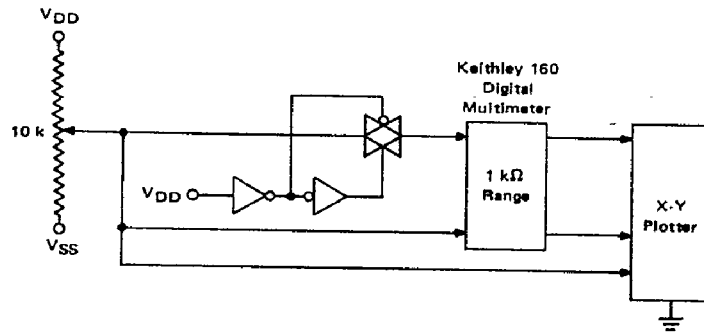 VDD
10 k
VSS
VDD
Keithley 160
Digital
Multimeter
1 kΩ
Range
X-Y
Plotter